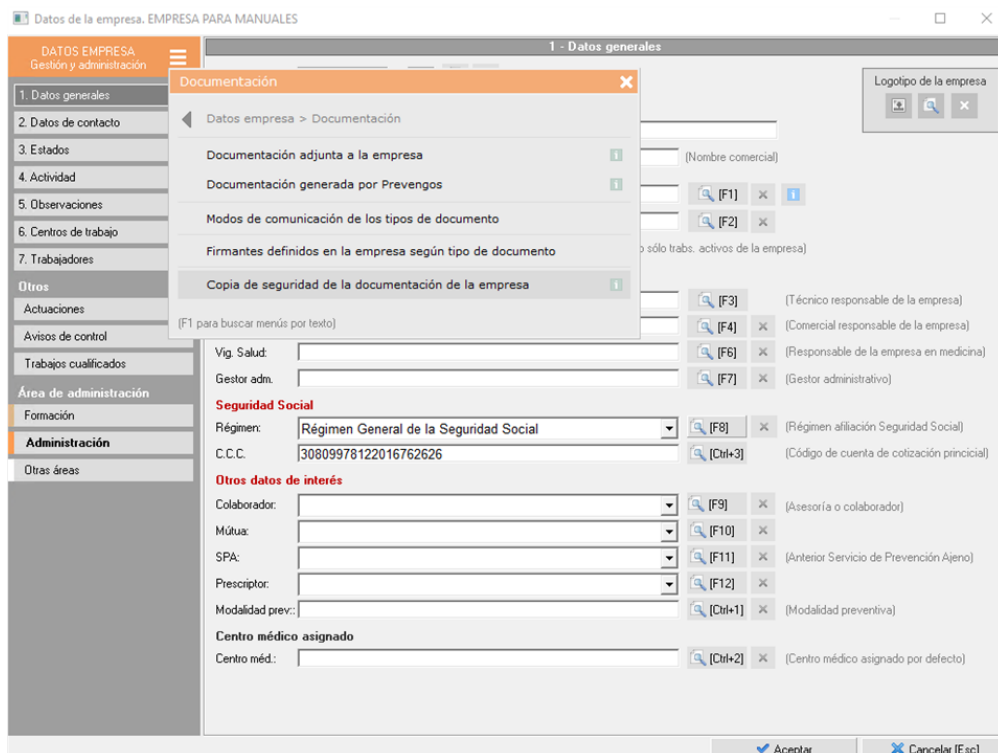 Datos de la empresa. EMPRESA PARA MANUALES
DATOS EMPRESA
Gestión y administración
1. Datos generales
2. Datos de contacto
3. Estados
4. Actividad
5. Observaciones
6. Centros de trabajo
7. Trabajadores
Otros
Actuaciones
Avisos de control
Trabajos cualificados
Área de administración
Formación
Administración
Otras áreas
1 - Datos generales
Logotipo de la empresa
Documentación
Datos empresa > Documentación
Documentación adjunta a la empresa
Documentación generada por Prevengos
Modos de comunicación de los tipos de documento
Firmantes definidos en la empresa según tipo de documento
Copia de seguridad de la documentación de la empresa
(F1 para buscar menús por texto)
(Nombre comercial)
[F1]
[F2]
sólo trabs. activos de la empresa)
[F3] (Técnico responsable de la empresa)
[F4] (Comercial responsable de la empresa)
Vig. Salud: [F6] (Responsable de la empresa en medicina)
Gestor adm. [F7] (Gestor administrativo)
Seguridad Social
Régimen: Régimen General de la Seguridad Social [F8] (Régimen afiliación Seguridad Social)
C.C.C. 30809978122016762626 [Ctrl+3] (Código de cuenta de cotización princicial)
Otros datos de interés
Colaborador: [F9] (Asesoría o colaborador)
Mútua: [F10]
SPA: [F11] (Anterior Servicio de Prevención Ajeno)
Prescriptor: [F12]
Modalidad prev.: [Ctrl+1] (Modalidad preventiva)
Centro médico asignado
Centro méd.: [Ctrl+2] (Centro médico asignado por defecto)
Aceptar
Cancelar [Esc]